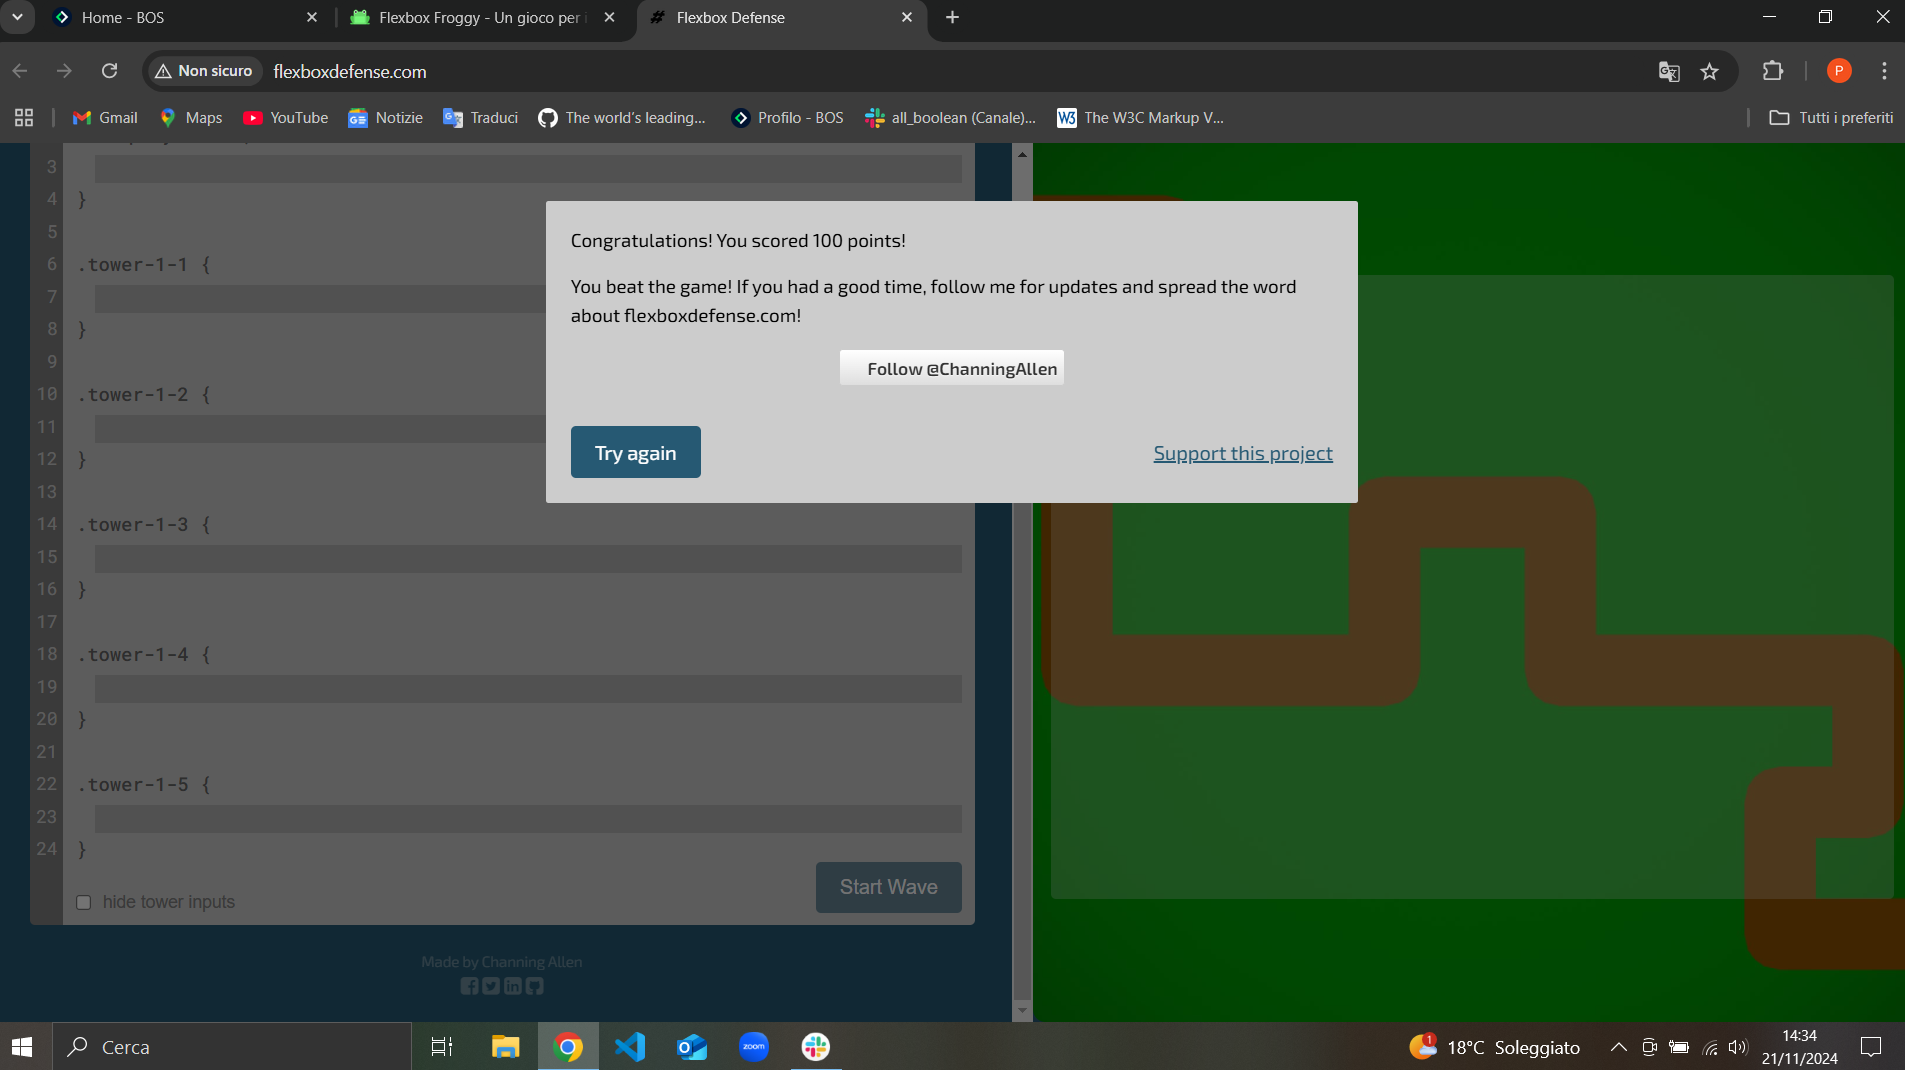 Home - BOS
Flexbox Froggy - Un gioco per i
Flexbox Defense
Non sicuro
flexboxdefense.com
P
Gmail
Maps
YouTube
Notizie
Traduci
The world's leading...
Profilo - BOS
all_boolean (Canale)...
The W3C Markup V...
Tutti i preferiti
3
4 }
5
6 .tower-1-1 {
7
8 }
9
10 .tower-1-2 {
11
12 }
13
14 .tower-1-3 {
15
16 }
17
18 .tower-1-4 {
19
20 }
21
22 .tower-1-5 {
23
24 }
hide tower inputs
Start Wave
Made by Channing Allen
Congratulations! You scored 100 points!
You beat the game! If you had a good time, follow me for updates and spread the word
about flexboxdefense.com!
Follow @ChanningAllen
Try again
Support this project
Cerca
zoom
1
18°C Soleggiato
14:34
21/11/2024